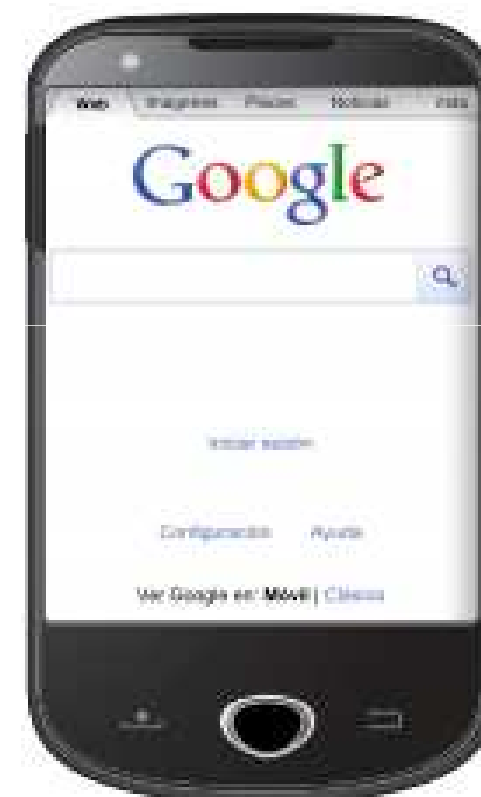 Web Imágenes Places Noticias más
Google
Iniciar sesión
Configuración Ayuda
Ver Google en: Móvil | Clásico